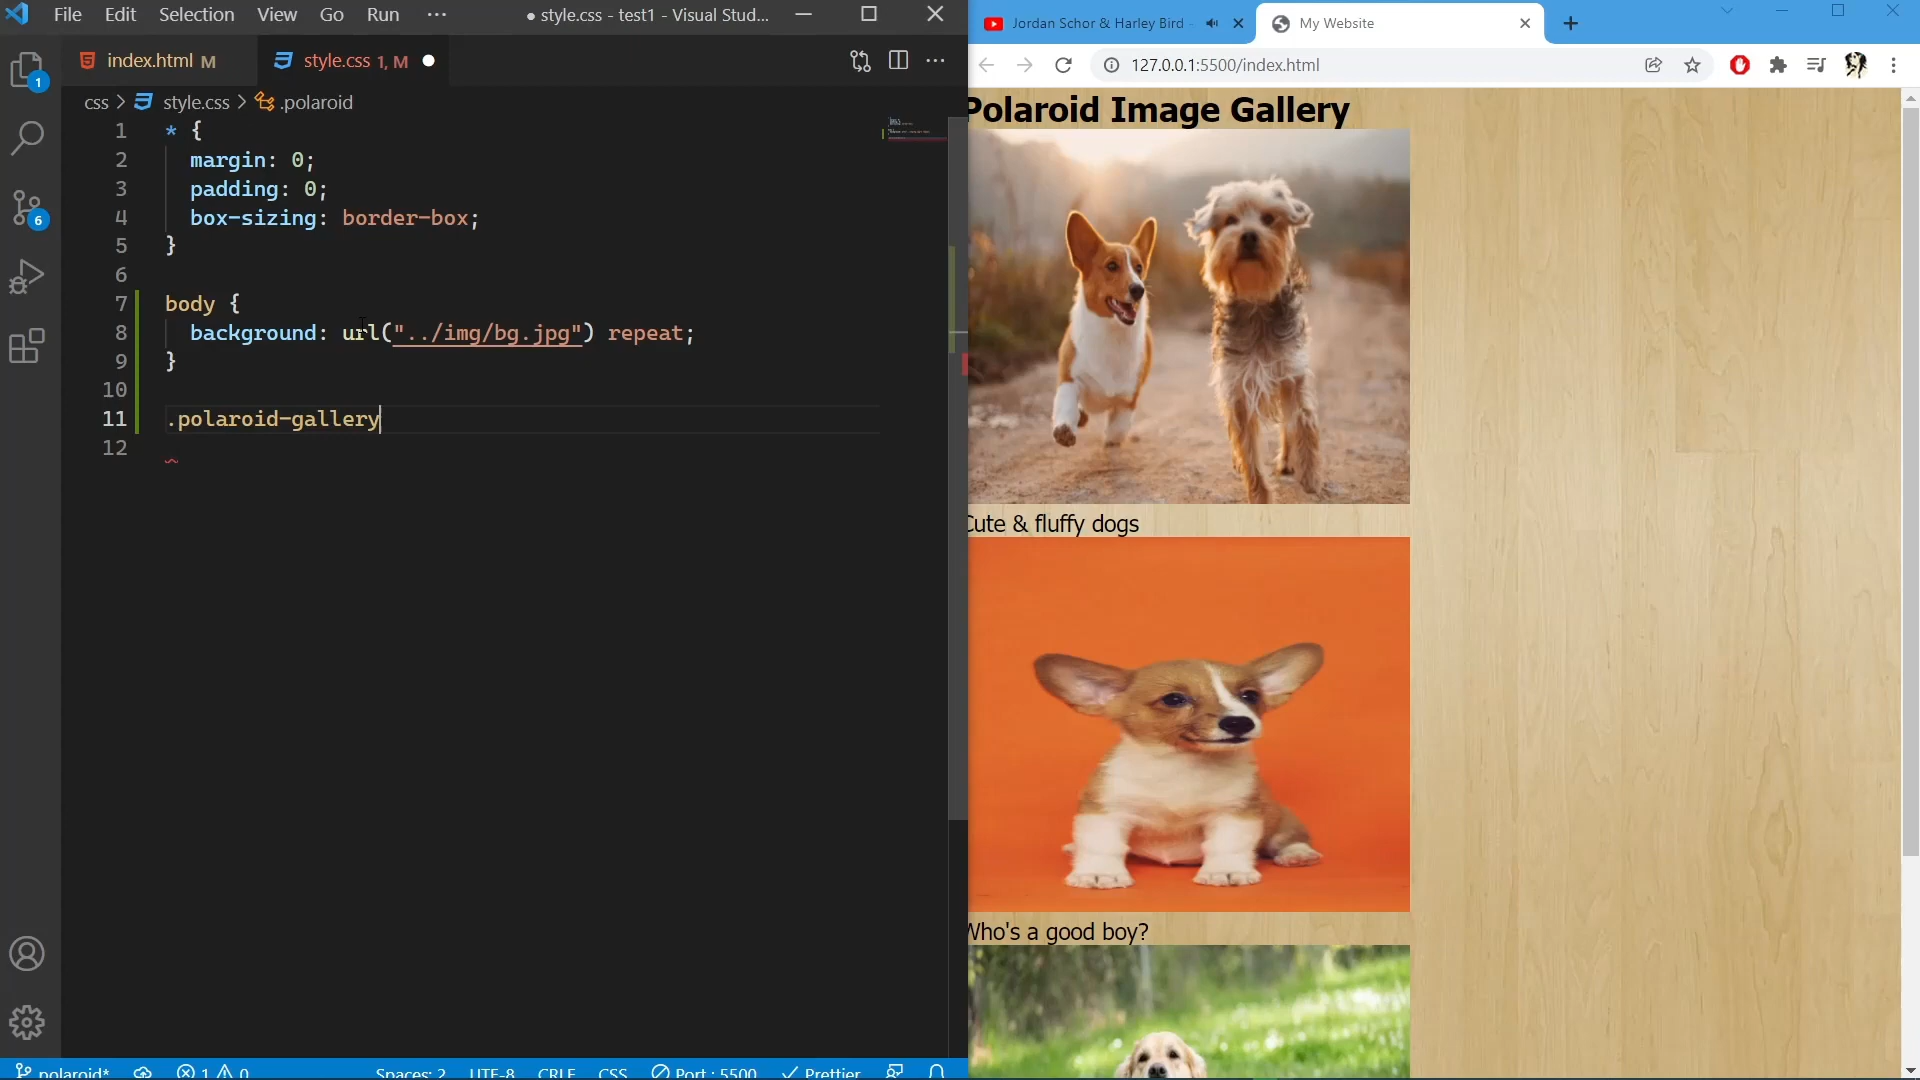 File Edit Selection View Go Run ··· ● style.css - test1 - Visual Stud...
index.html M style.css 1, M ●
css > style.css > .polaroid
1 * {
2 margin: 0;
3 padding: 0;
4 box-sizing: border-box;
5 }
6
7 body {
8 background: url("../img/bg.jpg") repeat;
9 }
10
11 .polaroid-gallery
12
1
6
polaroid* 1 0 Spaces: 2 UTF-8 CRLF CSS Port : 5500 Prettier
Jordan Schor & Harley Bird - My Website
127.0.0.1:5500/index.html
Polaroid Image Gallery
Cute & fluffy dogs
Who's a good boy?